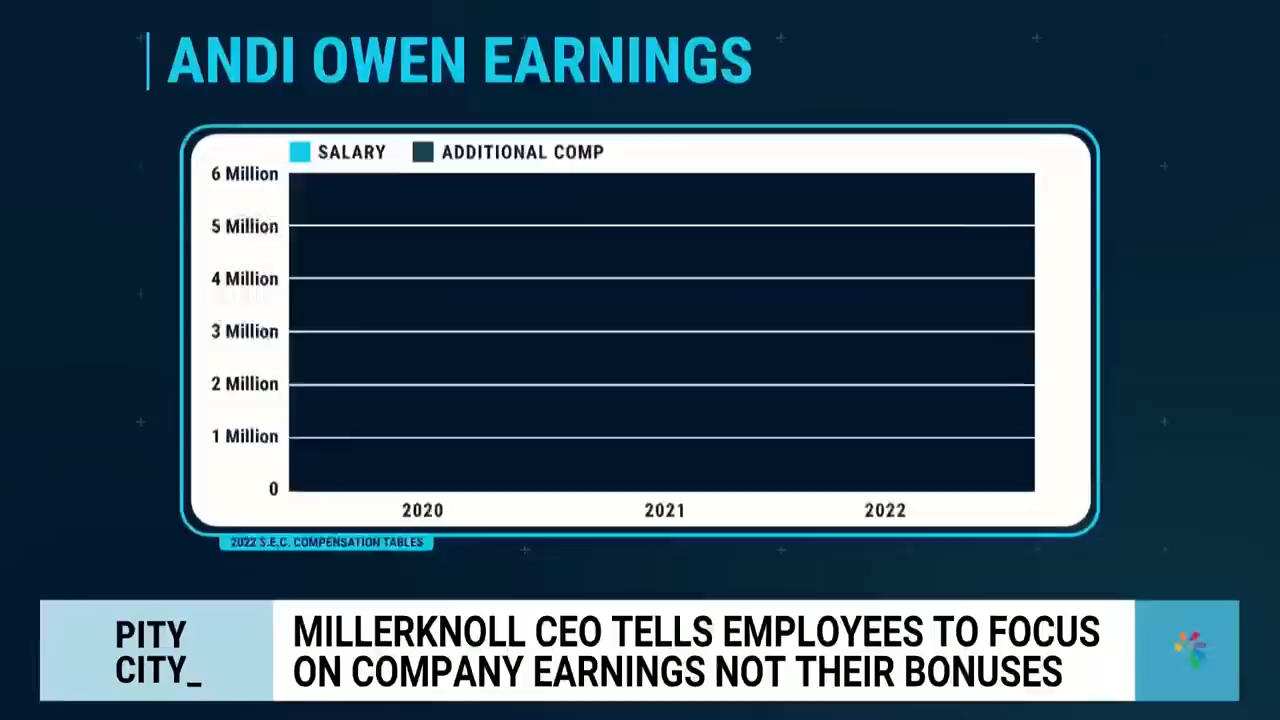 ANDI OWEN EARNINGS
SALARY ADDITIONAL COMP
6 Million
5 Million
4 Million
3 Million
2 Million
1 Million
0
2020 2021 2022
2022 S.E.C. COMPENSATION TABLES
PITY
CITY_
MILLERKNOLL CEO TELLS EMPLOYEES TO FOCUS
ON COMPANY EARNINGS NOT THEIR BONUSES